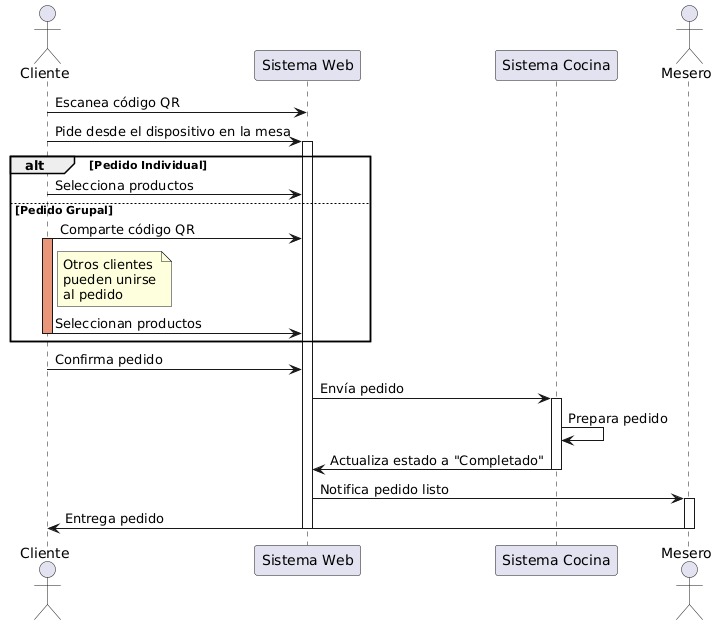 Cliente
Sistema Web
Sistema Cocina
Mesero
Escanea código QR
Pide desde el dispositivo en la mesa
alt [Pedido Individual]
Selecciona productos
[Pedido Grupal]
Comparte código QR
Otros clientes
pueden unirse
al pedido
Seleccionan productos
Confirma pedido
Envía pedido
Prepara pedido
Actualiza estado a "Completado"
Notifica pedido listo
Entrega pedido
Cliente
Sistema Web
Sistema Cocina
Mesero